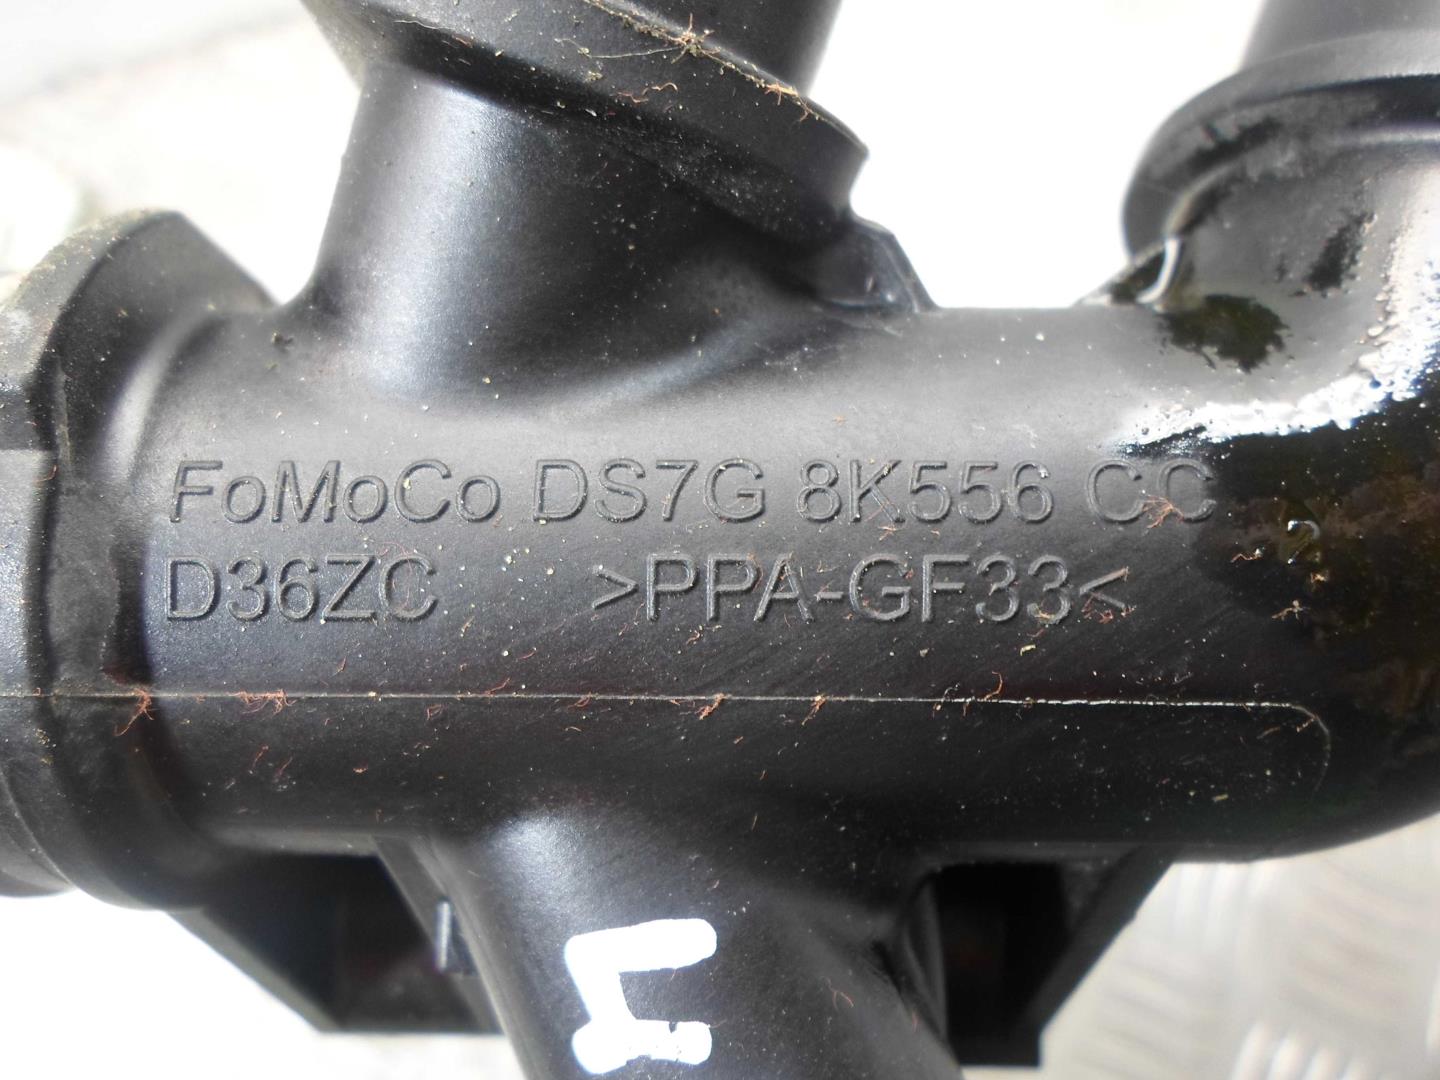 FoMoCo DS7G 8K556 CC
D36ZC >PPA-GF33<